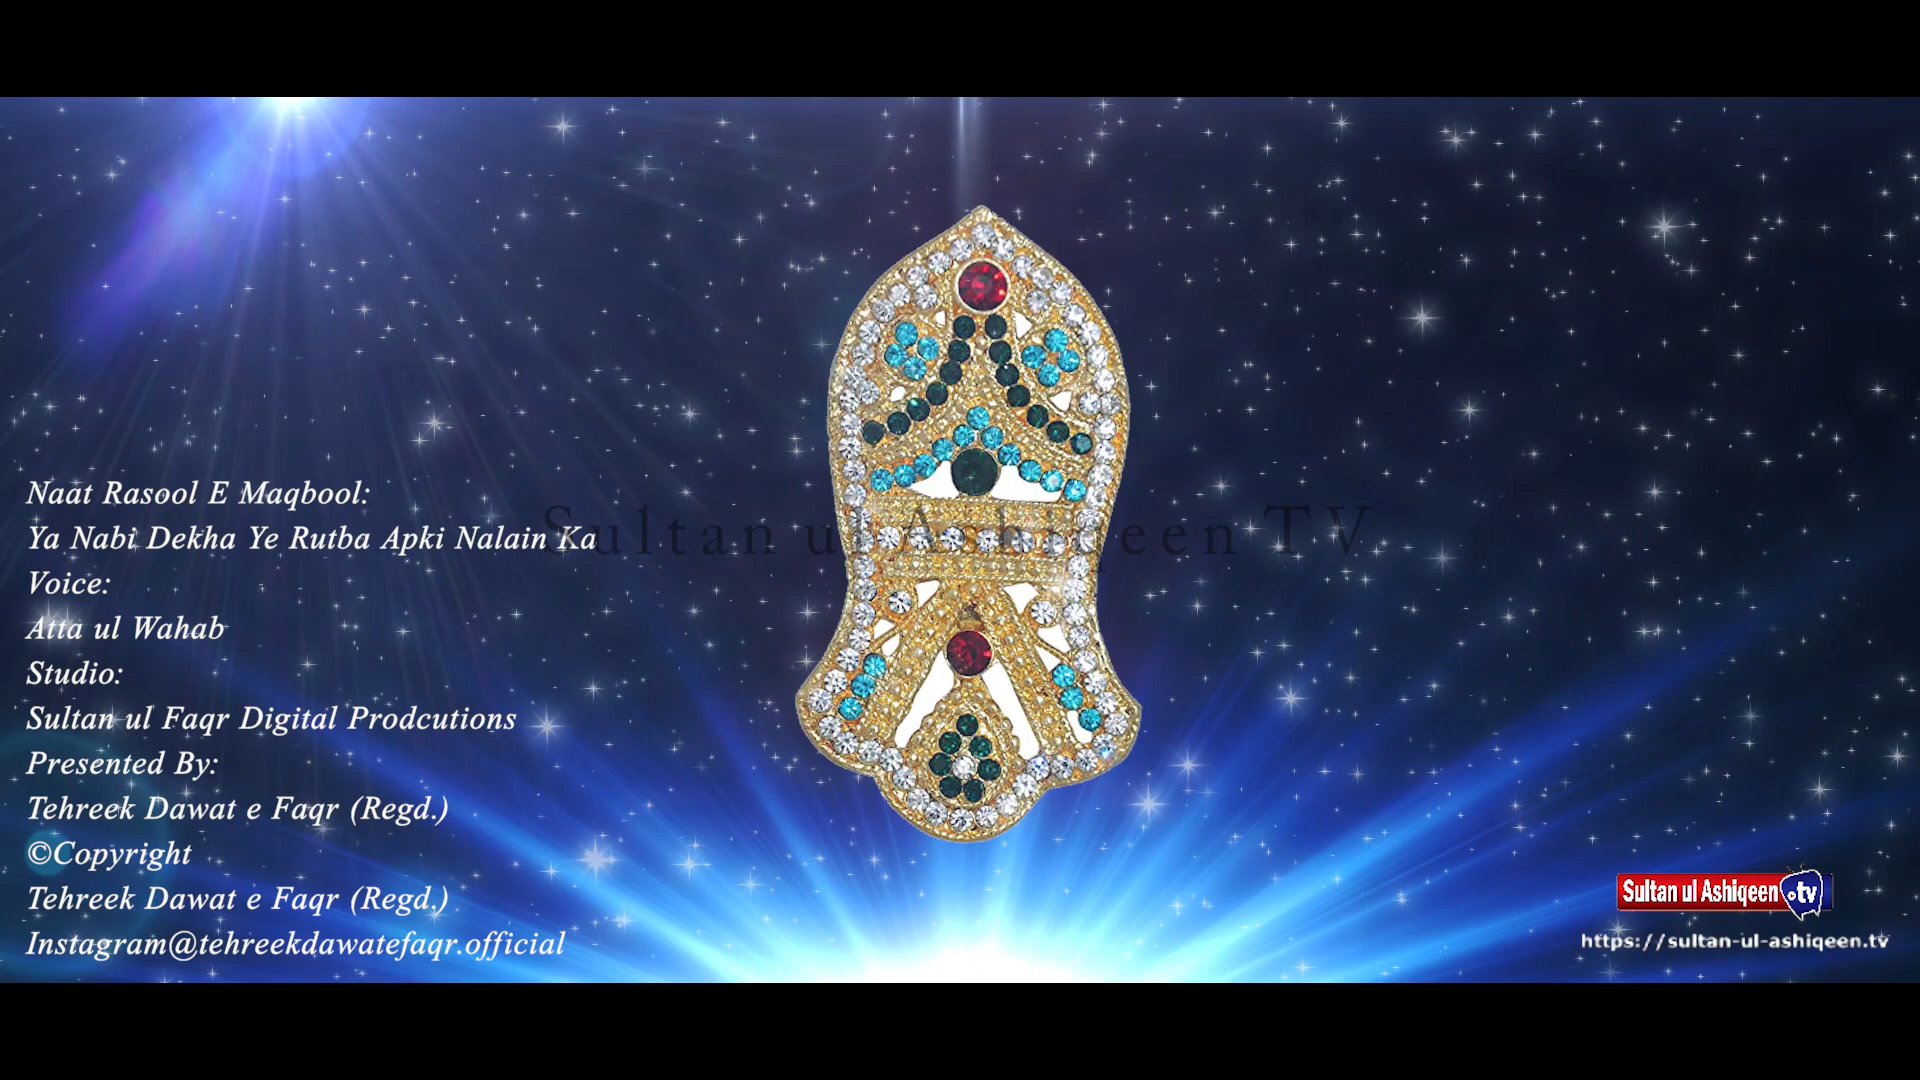 Naat Rasool E Maqbool:
Ya Nabi Dekha Ye Rutba Apki Nalain Ka
Voice:
Atta ul Wahab
Studio:
Sultan ul Faqr Digital Prodcutions
Presented By:
Tehreek Dawat e Faqr (Regd.)
©Copyright
Tehreek Dawat e Faqr (Regd.)
Instagram@tehreekdawatefaqr.official
Sultan ul Ashiqeen TV
Sultan ul Ashiqeen .tv
https://sultan-ul-ashiqeen.tv